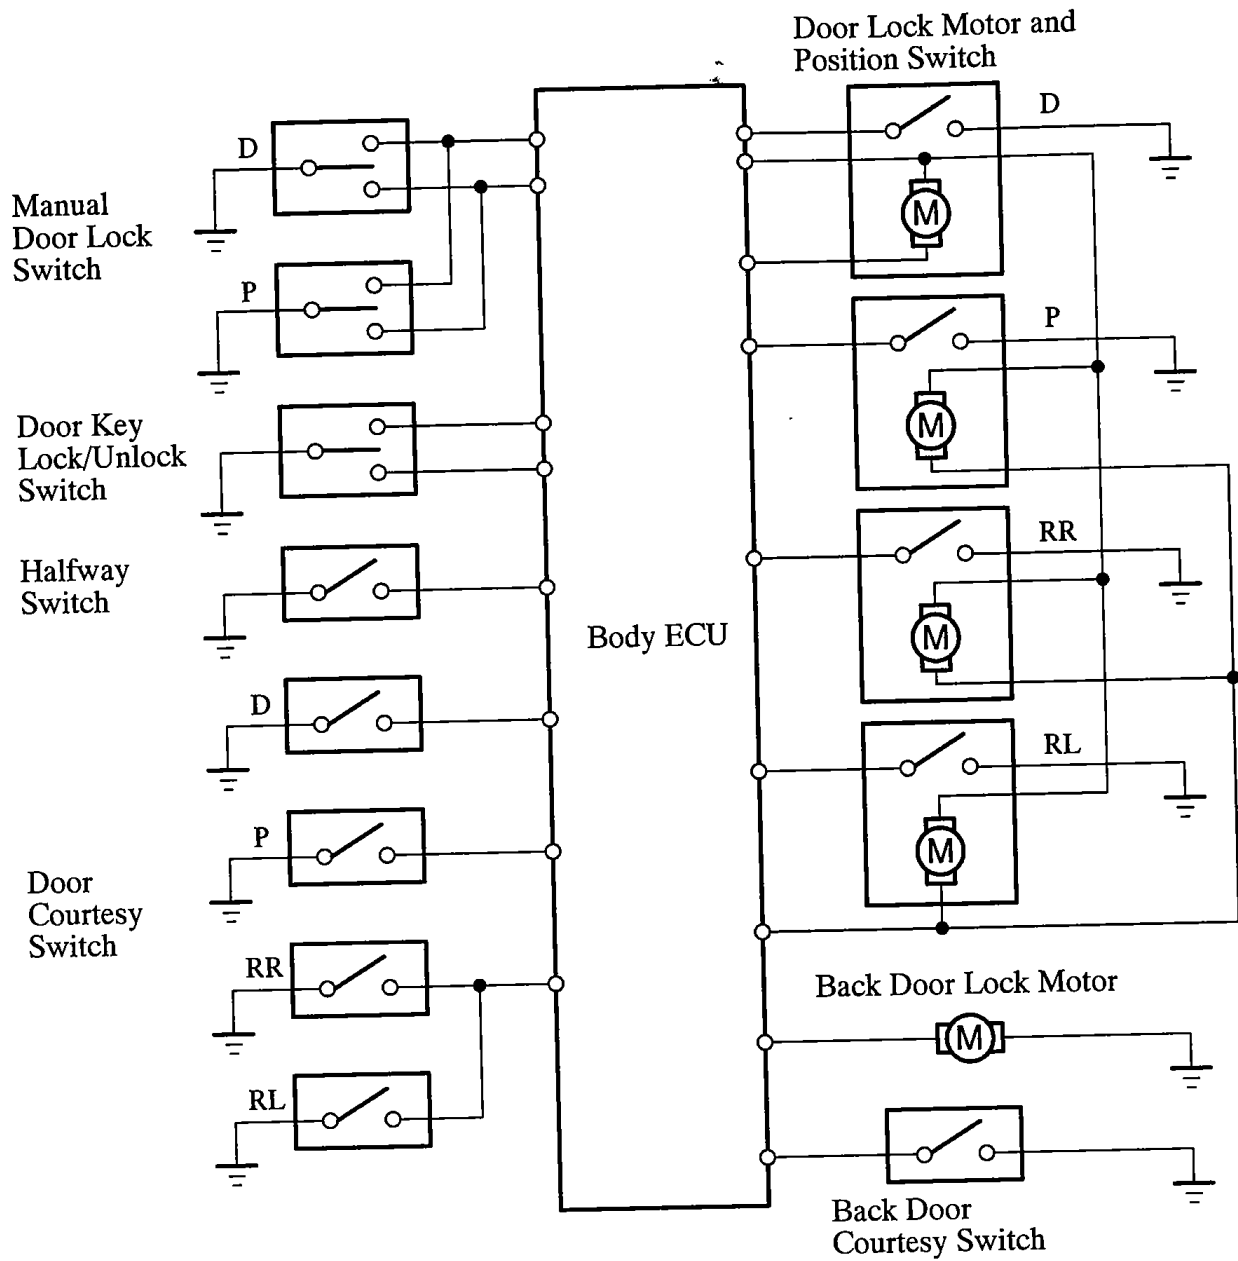 Door Lock Motor and
Position Switch
D
D
Manual
Door Lock
Switch
M
P
P
Door Key
Lock/Unlock
Switch
M
RR
Halfway
Switch
Body ECU
M
D
RL
P
M
Door
Courtesy
Switch
RR
Back Door Lock Motor
M
RL
Back Door
Courtesy Switch